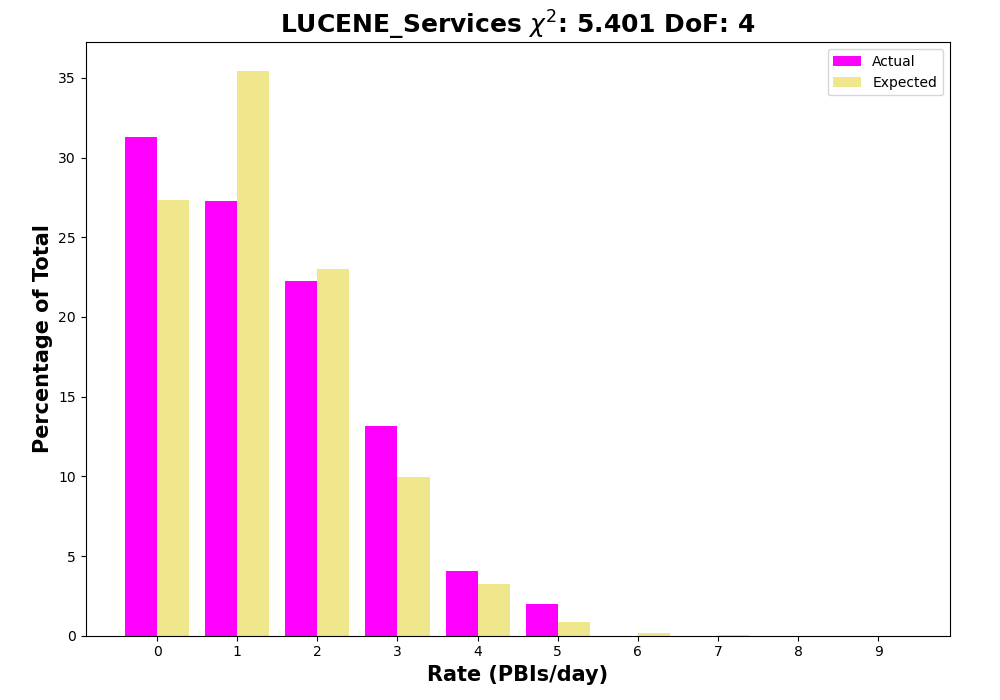 LUCENE_Services χ²: 5.401 DoF: 4
Actual
Expected
Percentage of Total
35
30
25
20
15
10
5
0
0 1 2 3 4 5 6 7 8 9
Rate (PBIs/day)